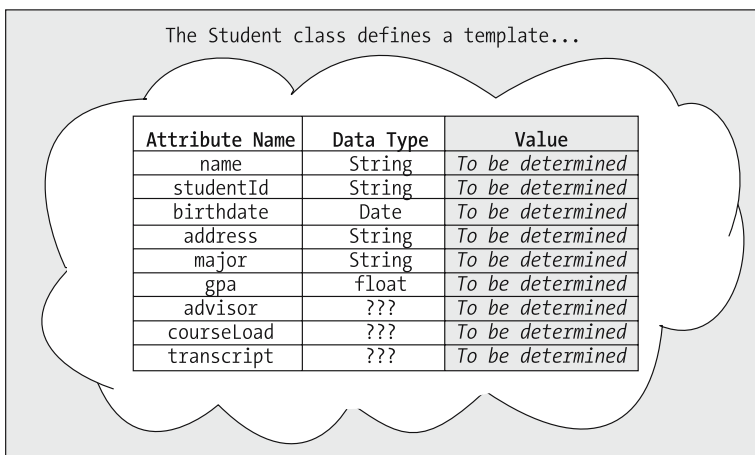 The Student class defines a template...
Attribute Name Data Type Value
name String To be determined
studentId String To be determined
birthdate Date To be determined
address String To be determined
major String To be determined
gpa float To be determined
advisor ??? To be determined
courseLoad ??? To be determined
transcript ??? To be determined